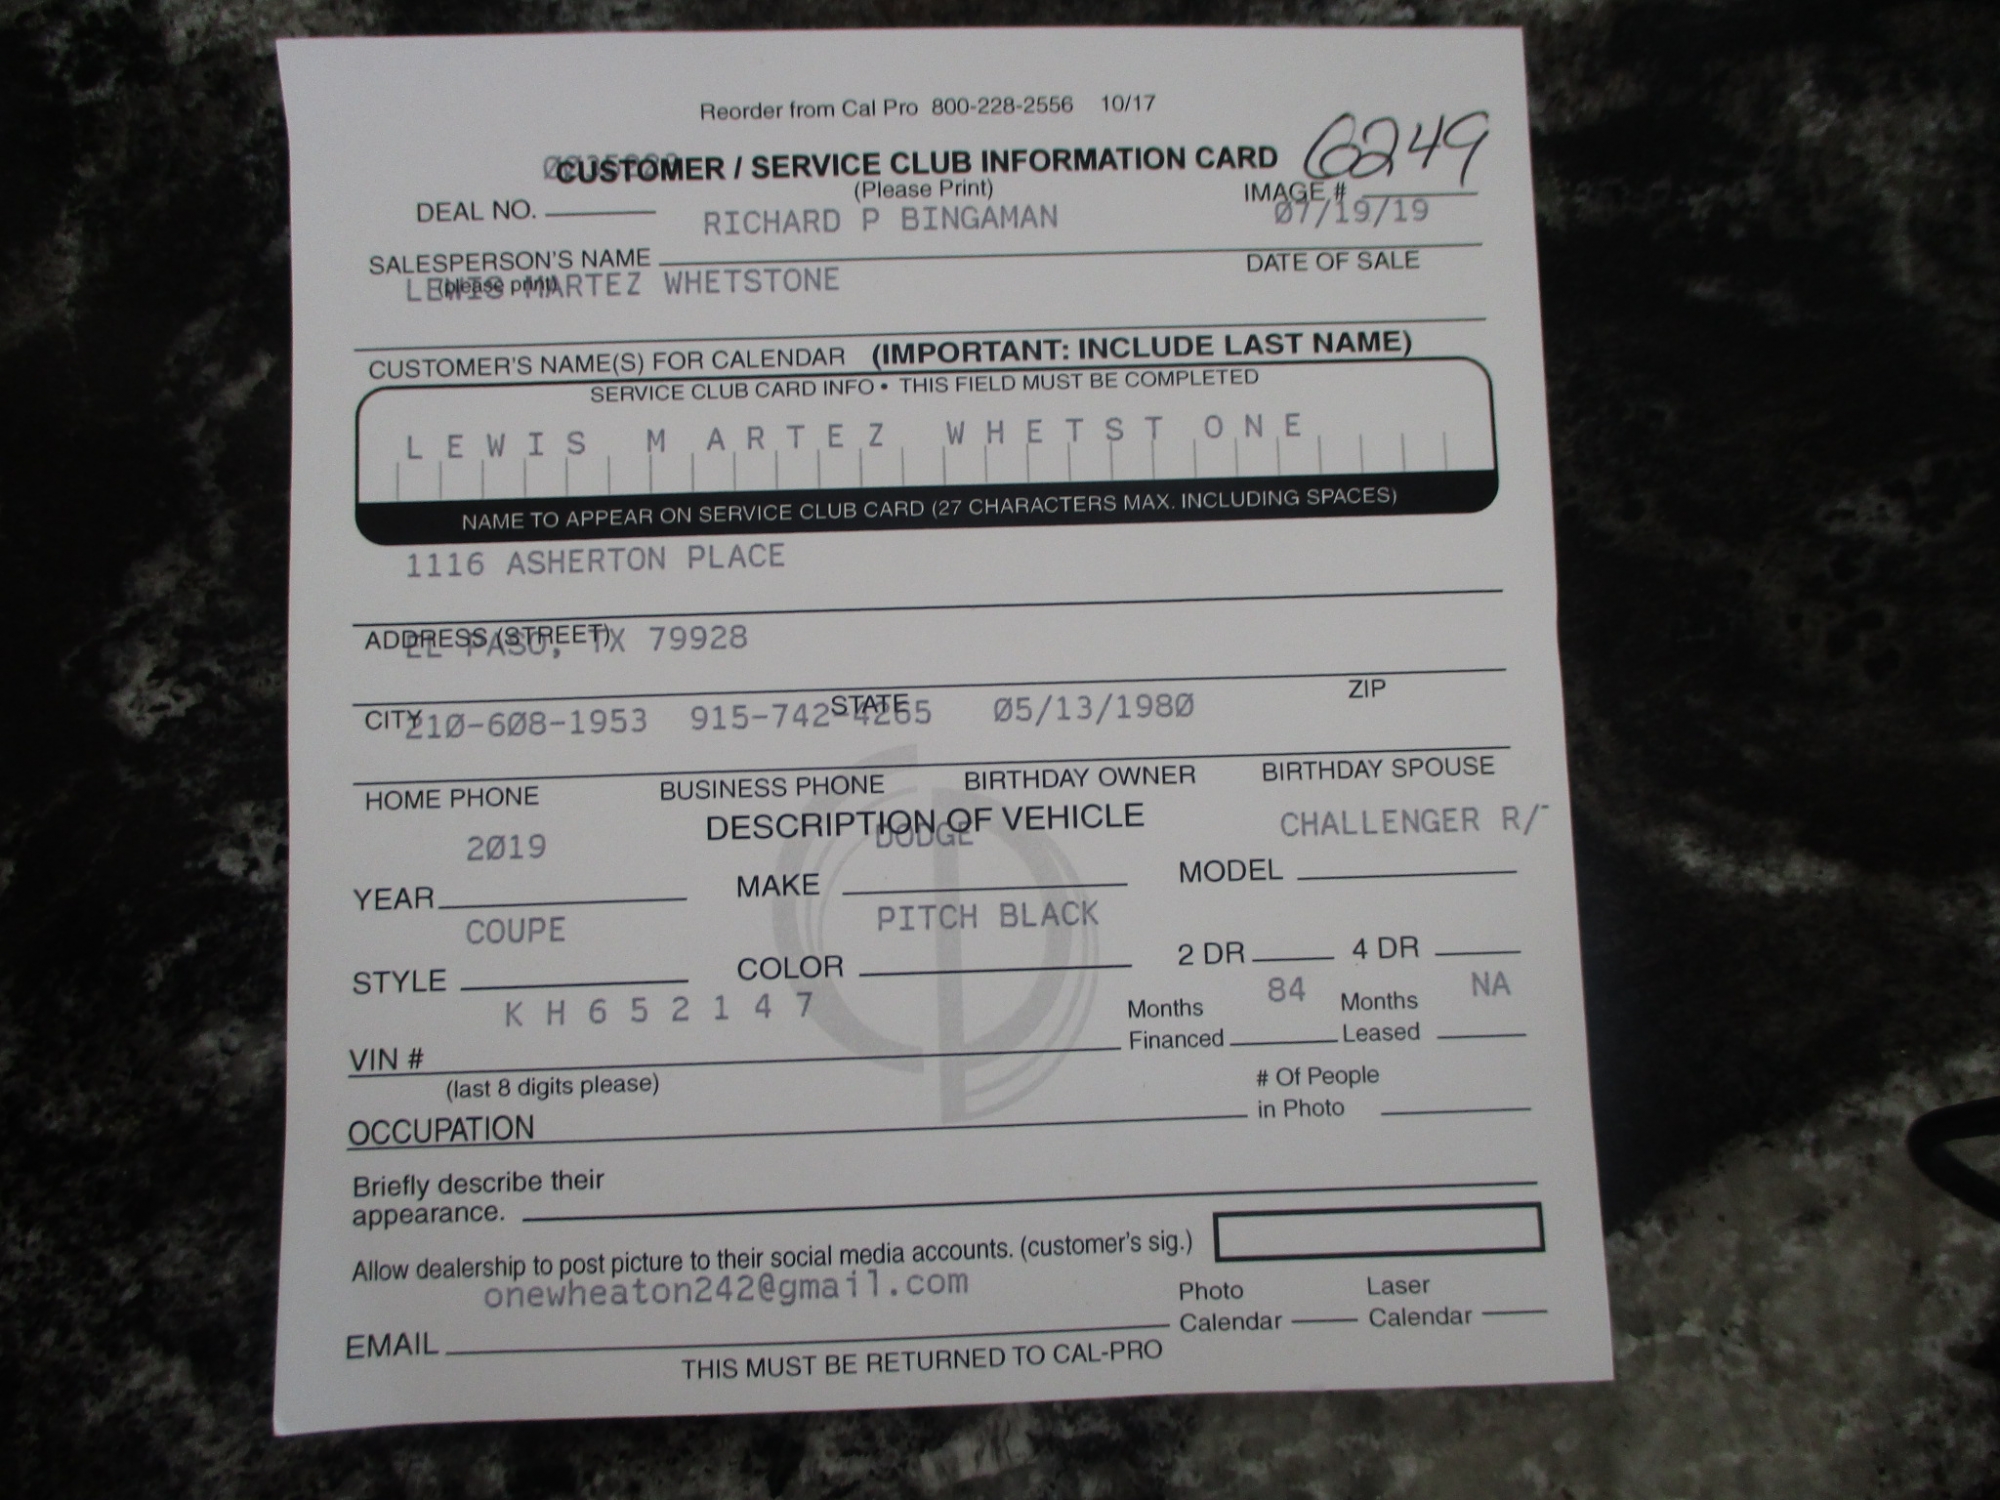 Reorder from Cal Pro 800-228-2556 10/17
CUSTOMER / SERVICE CLUB INFORMATION CARD 6249
(Please Print) IMAGE #
DEAL NO. RICHARD P BINGAMAN 07/19/19
SALESPERSON'S NAME DATE OF SALE
(please print) LEWIS MARTEZ WHETSTONE
CUSTOMER'S NAME(S) FOR CALENDAR (IMPORTANT: INCLUDE LAST NAME)
SERVICE CLUB CARD INFO • THIS FIELD MUST BE COMPLETED
LEWIS MARTEZ WHETSTONE
NAME TO APPEAR ON SERVICE CLUB CARD (27 CHARACTERS MAX. INCLUDING SPACES)
1116 ASHERTON PLACE
ADDRESS (STREET)
EL PASO, TX 79928
CITY STATE ZIP
210-608-1953 915-742-4265 05/13/1980
HOME PHONE BUSINESS PHONE BIRTHDAY OWNER BIRTHDAY SPOUSE
DESCRIPTION OF VEHICLE
2019 DODGE CHALLENGER R/
YEAR MAKE MODEL
COUPE PITCH BLACK
STYLE COLOR 2 DR 4 DR
KH652147 Months 84 Months NA
VIN # Financed Leased
(last 8 digits please) # Of People
OCCUPATION in Photo
Briefly describe their
appearance.
Allow dealership to post picture to their social media accounts. (customer's sig.)
onewheaton242@gmail.com Photo Laser
EMAIL Calendar Calendar
THIS MUST BE RETURNED TO CAL-PRO